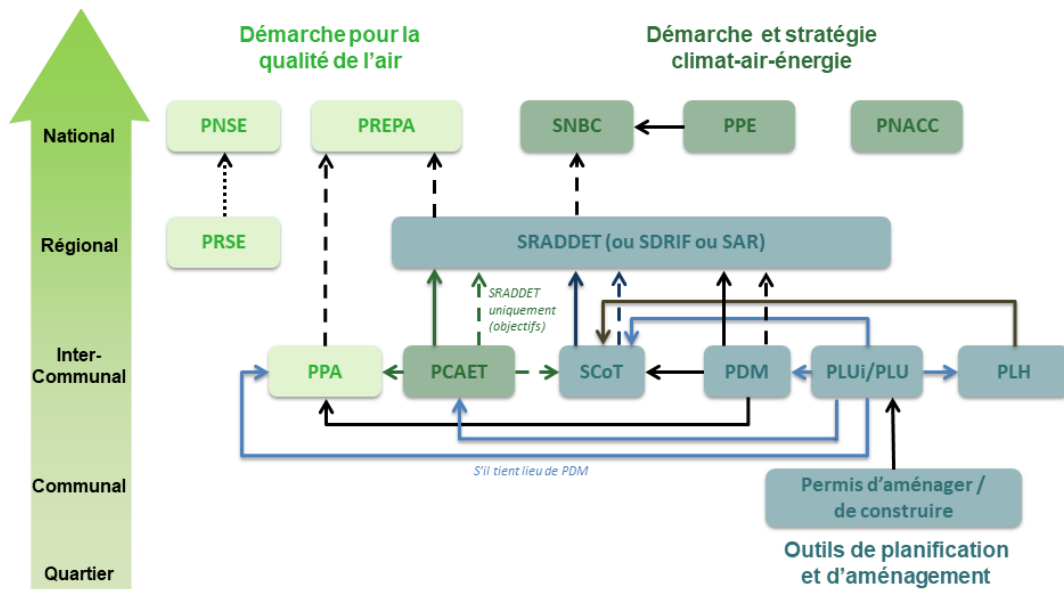 Démarche pour la
qualité de l'air
Démarche et stratégie
climat-air-énergie
National
PNSE
PREPA
SNBC
PPE
PNACC
Régional
PRSE
SRADDET (ou SDRIF ou SAR)
SRADDET
uniquement
(objectifs)
Inter-
Communal
PPA
PCAET
SCoT
PDM
PLUi/PLU
PLH
S'il tient lieu de PDM
Communal
Permis d'aménager /
de construire
Outils de planification
et d'aménagement
Quartier